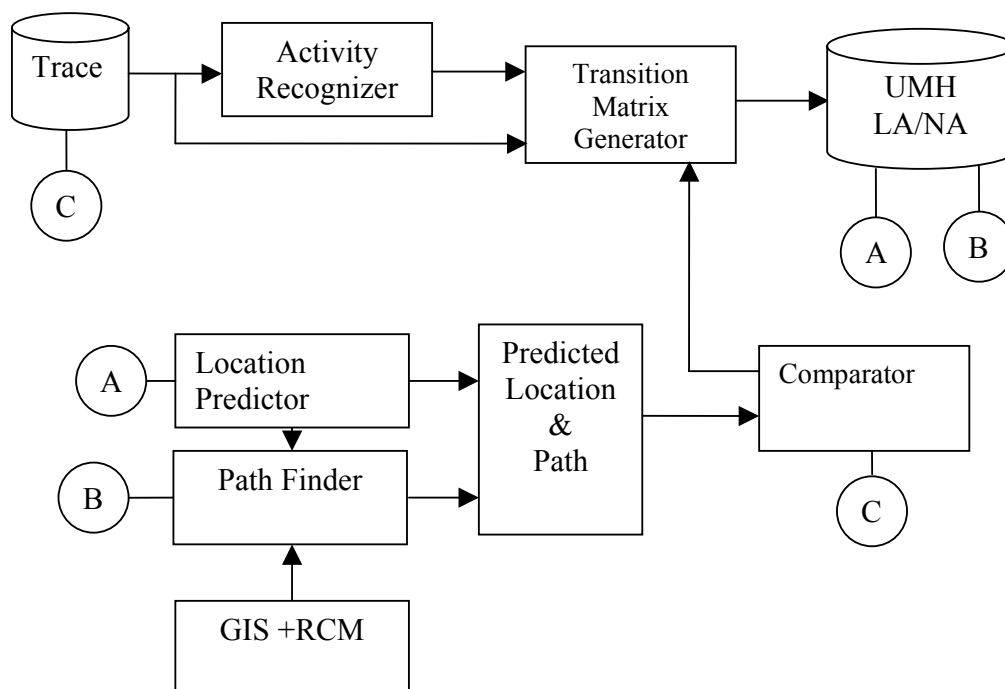 Trace
Activity
Recognizer
Transition
Matrix
Generator
UMH
LA/NA
C
A
B
A
Location
Predictor
Predicted
Location
&
Path
Comparator
B
Path Finder
C
GIS +RCM